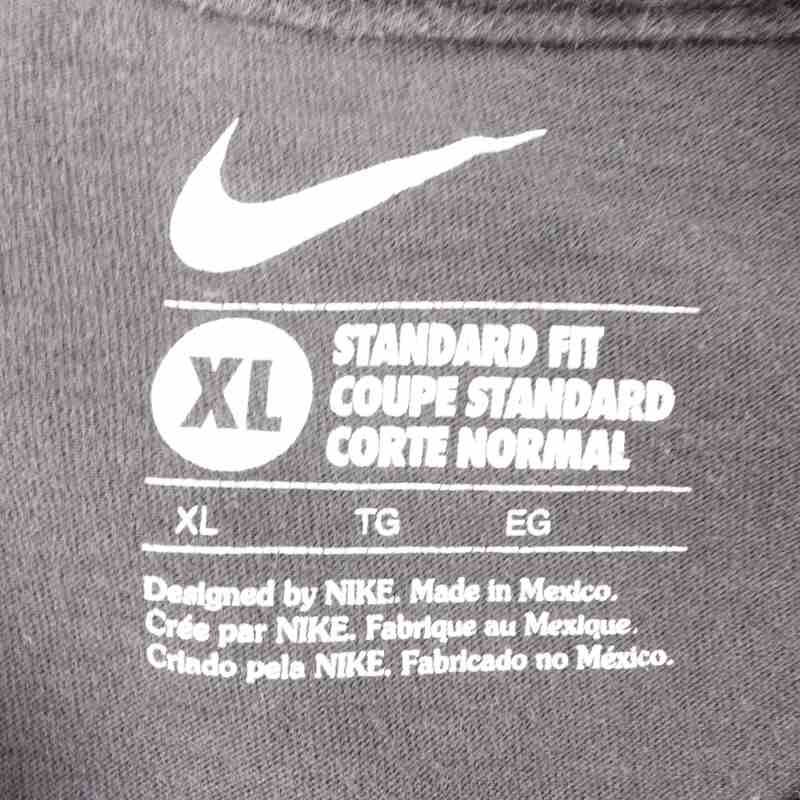 XL
STANDARD FIT
COUPE STANDARD
CORTE NORMAL
XL TG EG
Designed by NIKE. Made in Mexico.
Crée par NIKE. Fabrique au Mexique.
Criado pela NIKE. Fabricado no México.